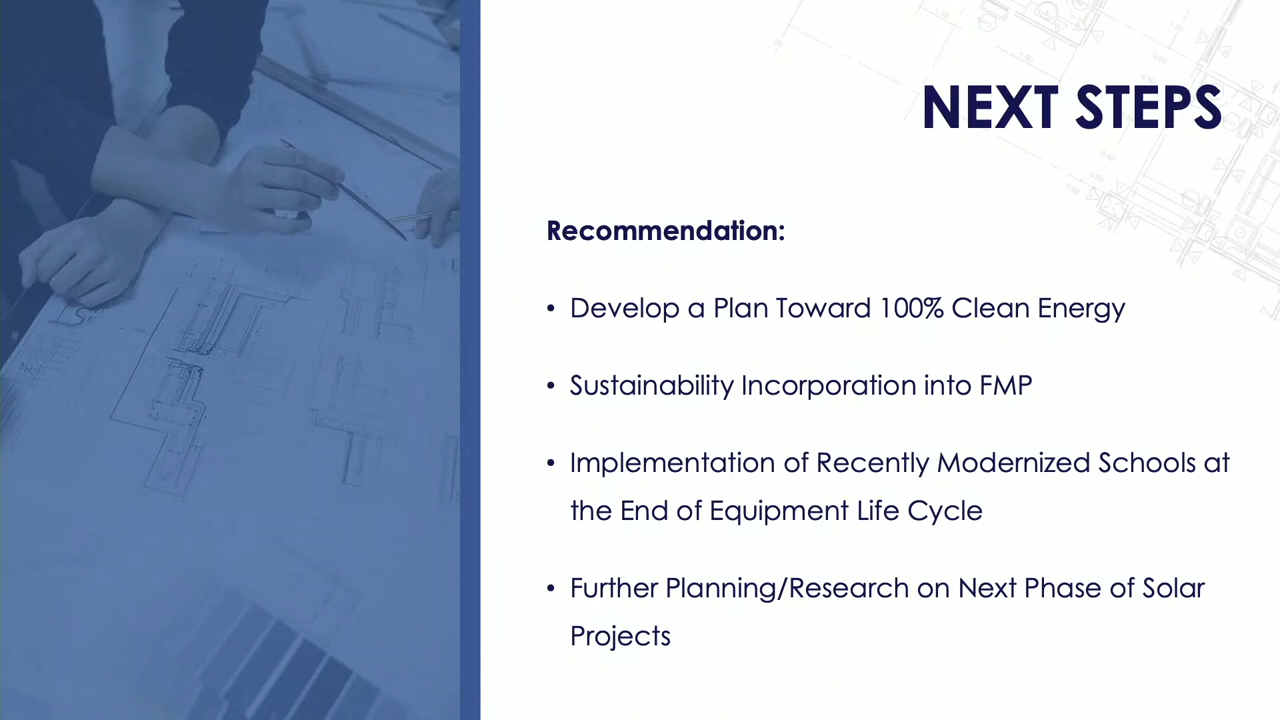 NEXT STEPS
Recommendation:
• Develop a Plan Toward 100% Clean Energy
• Sustainability Incorporation into FMP
• Implementation of Recently Modernized Schools at
the End of Equipment Life Cycle
• Further Planning/Research on Next Phase of Solar
Projects